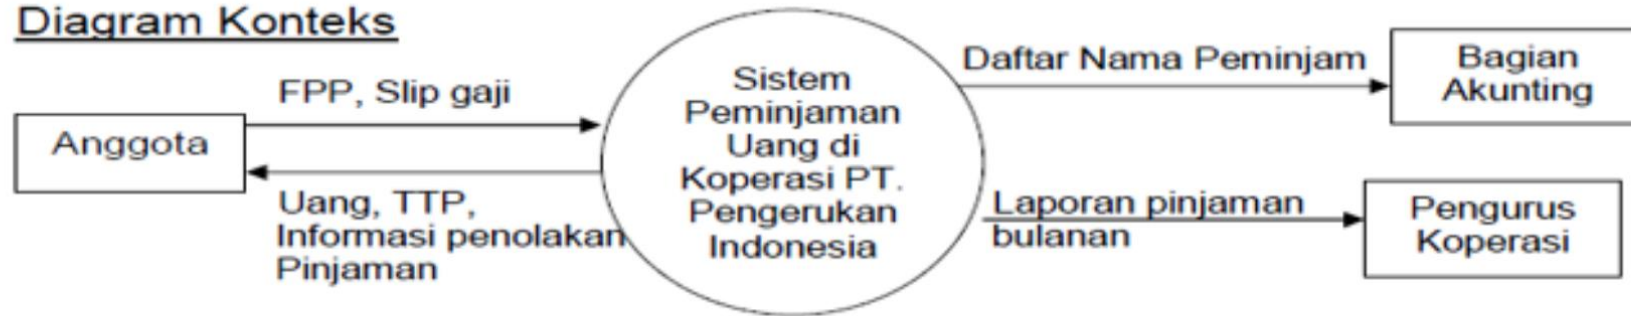 Diagram Konteks
FPP, Slip gaji
Anggota
Uang, TTP,
Informasi penolakan
Pinjaman
Sistem
Peminjaman
Uang di
Koperasi PT.
Pengerukan
Indonesia
Daftar Nama Peminjam
Bagian
Akunting
Laporan pinjaman
bulanan
Pengurus
Koperasi